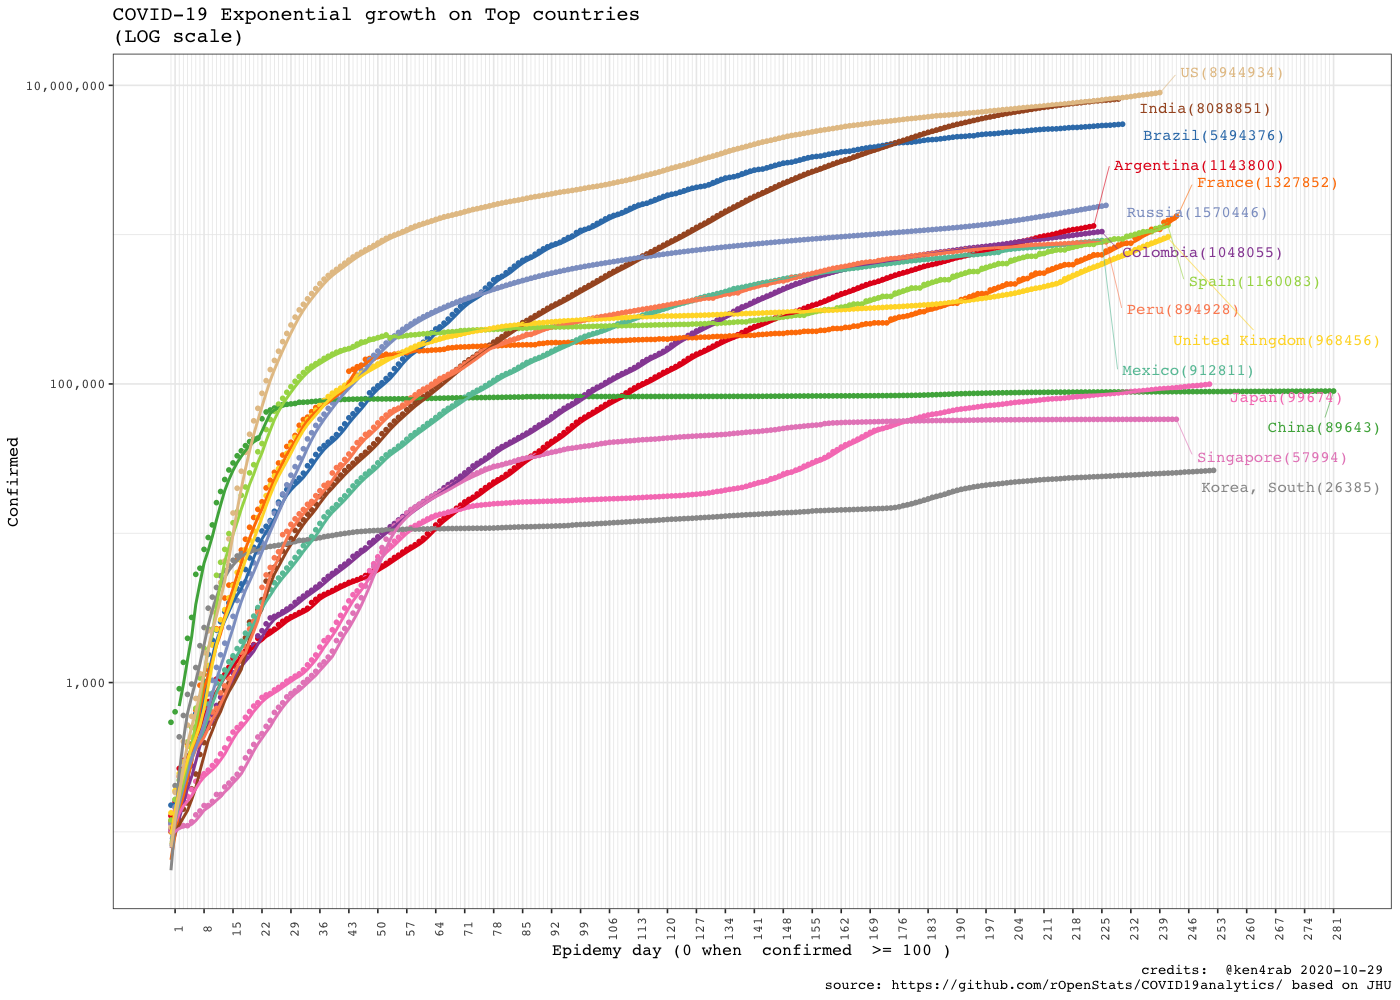 COVID-19 Exponential growth on Top countries
(LOG scale)
10,000,000
100,000
1,000
Confirmed
US(8944934)
India(8088851)
Brazil(5494376)
Argentina(1143800)
France(1327852)
Russia(1570446)
Colombia(1048055)
Spain(1160083)
Peru(894928)
United Kingdom(968456)
Mexico(912811)
Japan(99674)
China(89643)
Singapore(57994)
Korea, South(26385)
1 8 15 22 29 36 43 50 57 64 71 78 85 92 99 106 113 120 127 134 141 148 155 162 169 176 183 190 197 204 211 218 225 232 239 246 253 260 267 274 281
Epidemy day (0 when  confirmed  >= 100 )
credits:  @ken4rab 2020-10-29
source: https://github.com/rOpenStats/COVID19analytics/ based on JHU